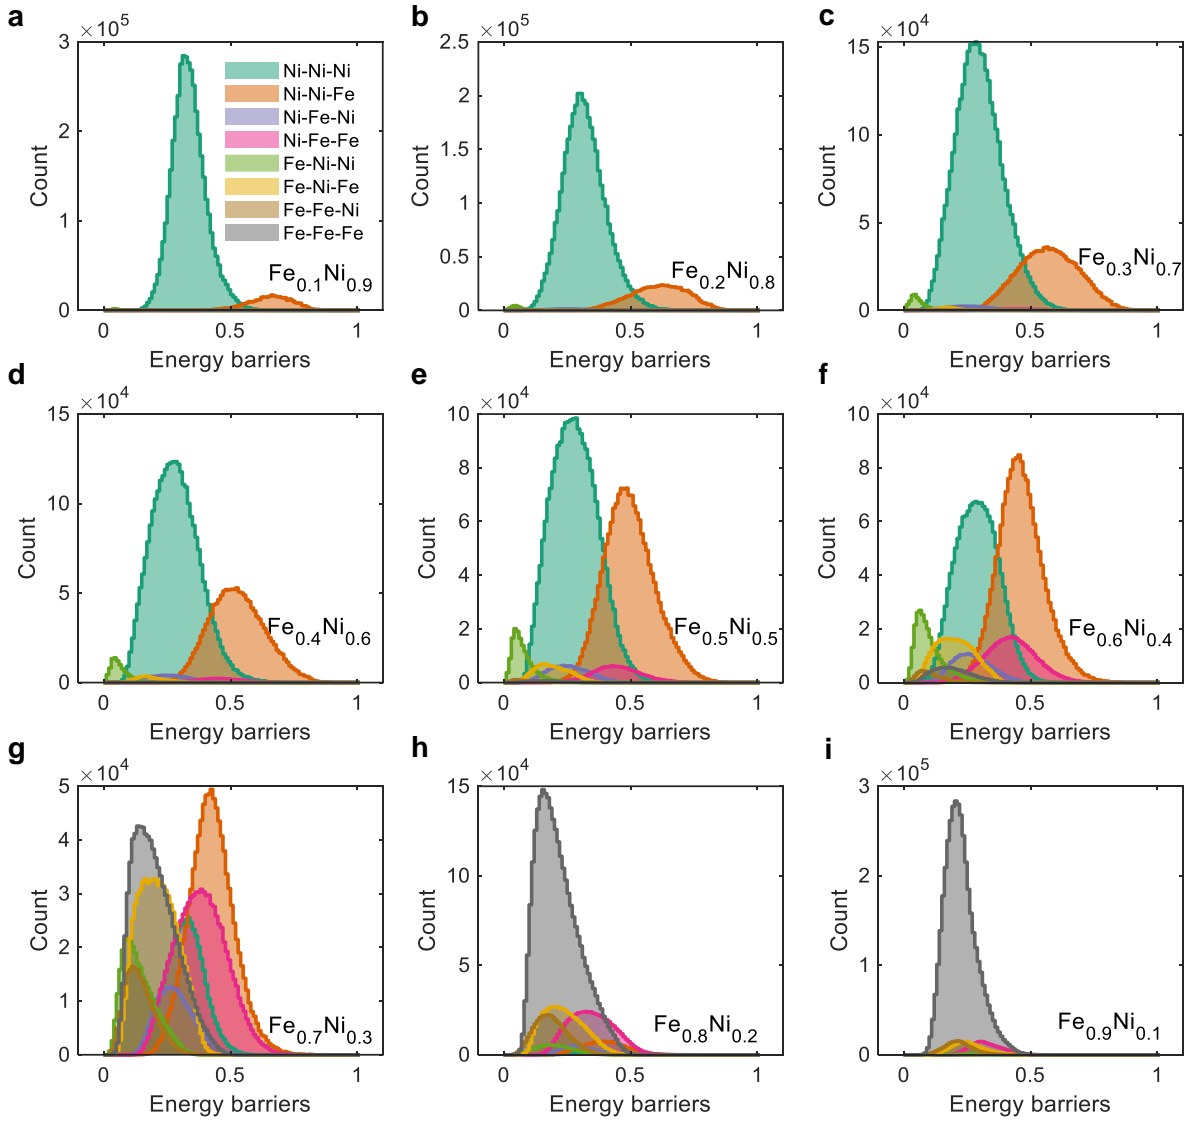 a
×10^5
3
2
1
0
Count
Ni-Ni-Ni
Ni-Ni-Fe
Ni-Fe-Ni
Ni-Fe-Fe
Fe-Ni-Ni
Fe-Ni-Fe
Fe-Fe-Ni
Fe-Fe-Fe
Fe0.1Ni0.9
0 0.5 1
Energy barriers
b
×10^5
2.5
2
1.5
1
0.5
0
Count
Fe0.2Ni0.8
0 0.5 1
Energy barriers
c
×10^4
15
10
5
0
Count
Fe0.3Ni0.7
0 0.5 1
Energy barriers
d
×10^4
15
10
5
0
Count
Fe0.4Ni0.6
0 0.5 1
Energy barriers
e
×10^4
10
8
6
4
2
0
Count
Fe0.5Ni0.5
0 0.5 1
Energy barriers
f
×10^4
10
8
6
4
2
0
Count
Fe0.6Ni0.4
0 0.5 1
Energy barriers
g
×10^4
5
4
3
2
1
0
Count
Fe0.7Ni0.3
0 0.5 1
Energy barriers
h
×10^4
15
10
5
0
Count
Fe0.8Ni0.2
0 0.5 1
Energy barriers
i
×10^5
3
2
1
0
Count
Fe0.9Ni0.1
0 0.5 1
Energy barriers